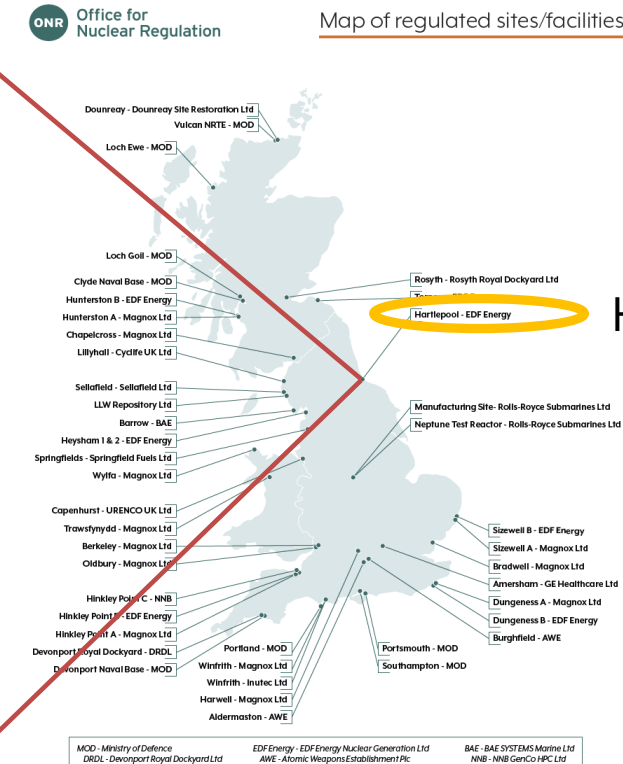 ONR
Office for
Nuclear Regulation
Map of regulated sites/facilities
Dounreay - Dounreay Site Restoration Ltd
Vulcan NRTE - MOD
Loch Ewe - MOD
Loch Goil - MOD
Clyde Naval Base - MOD
Hunterston B - EDF Energy
Hunterston A - Magnox Ltd
Chapelcross - Magnox Ltd
Lillyhall - Cyclife UK Ltd
Sellafield - Sellafield Ltd
LLW Repository Ltd
Barrow - BAE
Heysham 1 & 2 - EDF Energy
Springfields - Springfield Fuels Ltd
Wylfa - Magnox Ltd
Capenhurst - URENCO UK Ltd
Trawsfynydd - Magnox Ltd
Berkeley - Magnox Ltd
Oldbury - Magnox Ltd
Hinkley Point C - NNB
Hinkley Point B - EDF Energy
Hinkley Point A - Magnox Ltd
Devonport Royal Dockyard - DRDL
Devonport Naval Base - MOD
Rosyth - Rosyth Royal Dockyard Ltd
Hartlepool - EDF Energy
H
Manufacturing Site- Rolls-Royce Submarines Ltd
Neptune Test Reactor - Rolls-Royce Submarines Ltd
Sizewell B - EDF Energy
Sizewell A - Magnox Ltd
Bradwell - Magnox Ltd
Amersham - GE Healthcare Ltd
Dungeness A - Magnox Ltd
Dungeness B - EDF Energy
Burghfield - AWE
Portland - MOD
Winfrith - Magnox Ltd
Winfrith - Inutec Ltd
Harwell - Magnox Ltd
Aldermaston - AWE
Portsmouth - MOD
Southampton - MOD
MOD - Ministry of Defence
DRDL - Devonport Royal Dockyard Ltd
EDF Energy - EDF Energy Nuclear Generation Ltd
AWE - Atomic Weapons Establishment Plc
BAE - BAE SYSTEMS Marine Ltd
NNB - NNB GenCo HPC Ltd